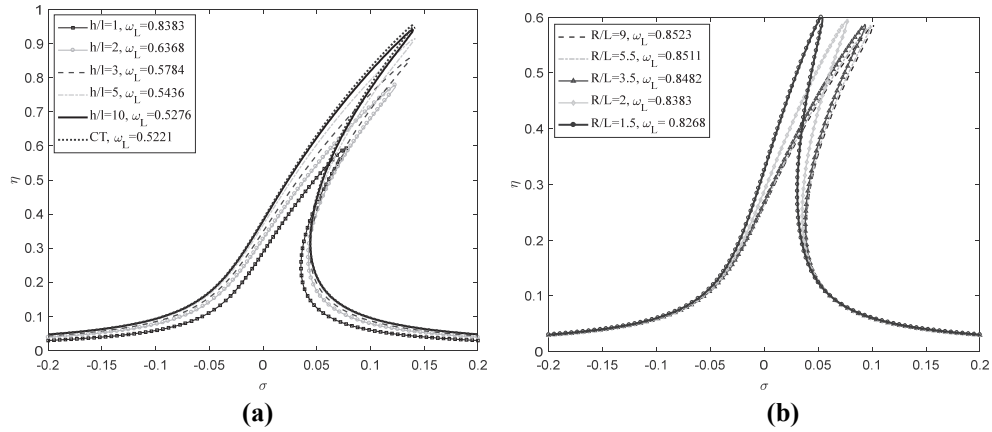 h/l=1, ω_L=0.8383
h/l=2, ω_L=0.6368
h/l=3, ω_L=0.5784
h/l=5, ω_L=0.5436
h/l=10, ω_L=0.5276
CT, ω_L=0.5221
1
0.9
0.8
0.7
0.6
0.5
0.4
0.3
0.2
0.1
0
η
-0.2 -0.15 -0.1 -0.05 0 0.05 0.1 0.15 0.2
σ
(a)
R/L=9, ω_L=0.8523
R/L=5.5, ω_L=0.8511
R/L=3.5, ω_L=0.8482
R/L=2, ω_L=0.8383
R/L=1.5, ω_L= 0.8268
0.6
0.5
0.4
0.3
0.2
0.1
0
η
-0.2 -0.15 -0.1 -0.05 0 0.05 0.1 0.15 0.2
σ
(b)